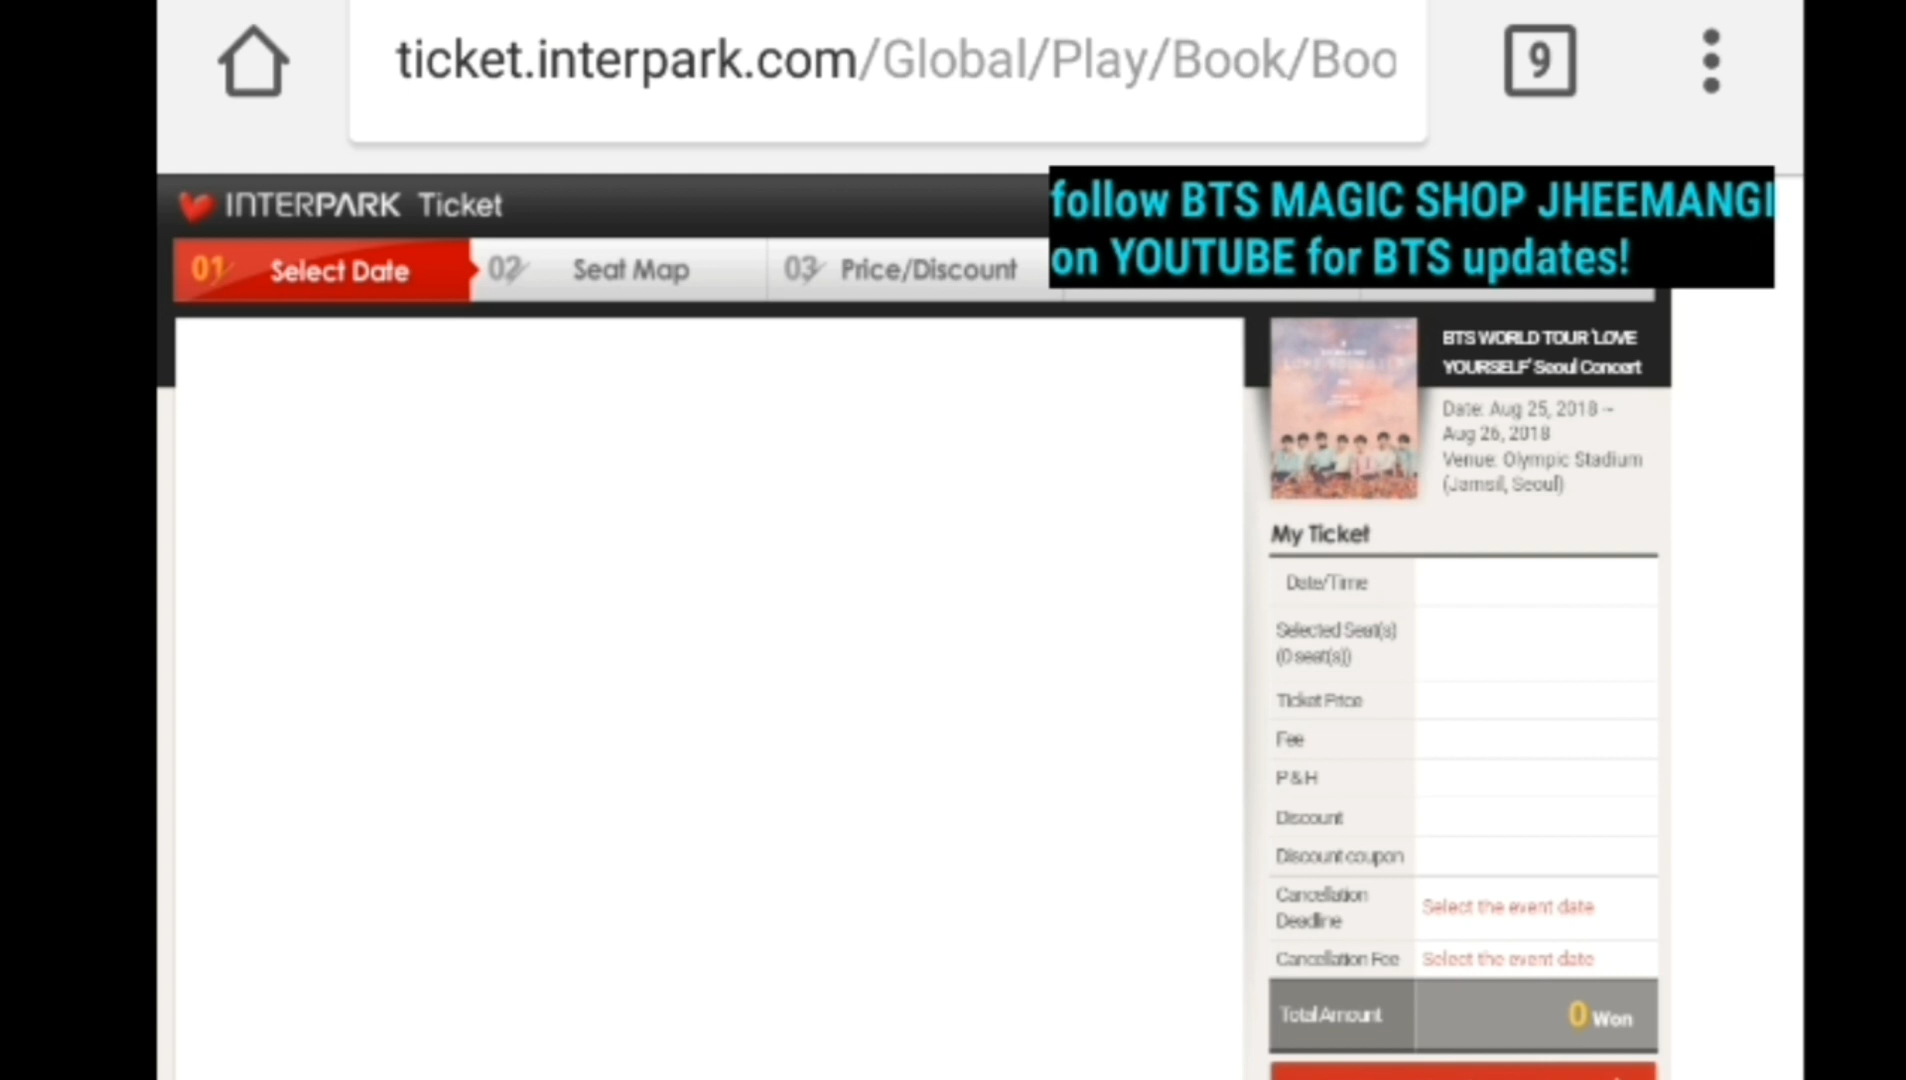 ticket.interpark.com/Global/Play/Book/Boo
9
INTERPARK Ticket
follow BTS MAGIC SHOP JHEEMANGI
on YOUTUBE for BTS updates!
01 Select Date
02 Seat Map
03 Price/Discount
BTS WORLD TOUR 'LOVE
YOURSELF' Seoul Concert
Date: Aug 25, 2018 ~
Aug 26, 2018
Venue: Olympic Stadium
(Jamsil, Seoul)
My Ticket
Date/Time
Selected Seat(s)
(0 seat(s))
Ticket Price
Fee
P & H
Discount
Discount coupon
Cancellation
Deadline
Select the event date
Cancellation Fee Select the event date
Total Amount 0 Won